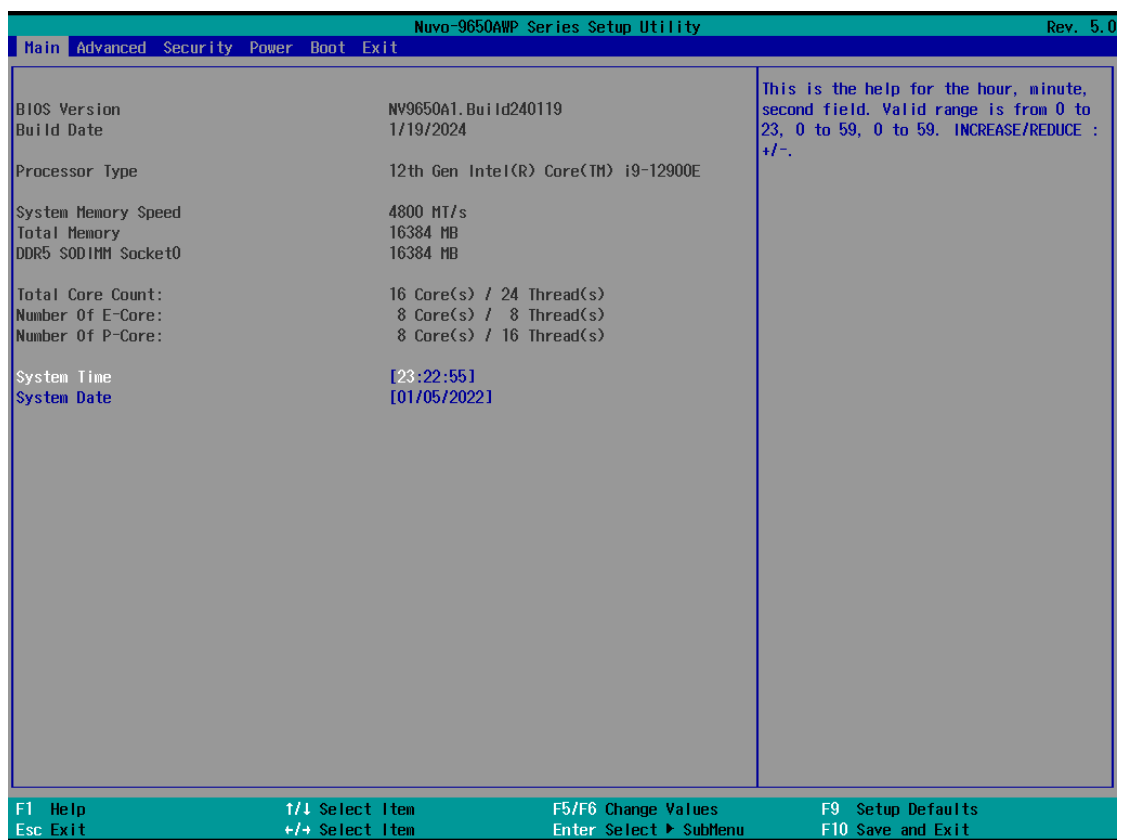 Nuvo-9650AWP Series Setup Utility Rev. 5.0
Main Advanced Security Power Boot Exit
BIOS Version NV9650A1.Build240119
Build Date 1/19/2024
Processor Type 12th Gen Intel(R) Core(TM) i9-12900E
System Memory Speed 4800 MT/s
Total Memory 16384 MB
DDR5 SODIMM Socket0 16384 MB
Total Core Count: 16 Core(s) / 24 Thread(s)
Number Of E-Core: 8 Core(s) / 8 Thread(s)
Number Of P-Core: 8 Core(s) / 16 Thread(s)
System Time [23:22:55]
System Date [01/05/2022]
This is the help for the hour, minute,
second field. Valid range is from 0 to
23, 0 to 59, 0 to 59. INCREASE/REDUCE :
+/-.
F1 Help ↑/↓ Select Item F5/F6 Change Values F9 Setup Defaults
Esc Exit ←/→ Select Item Enter Select ▶ SubMenu F10 Save and Exit